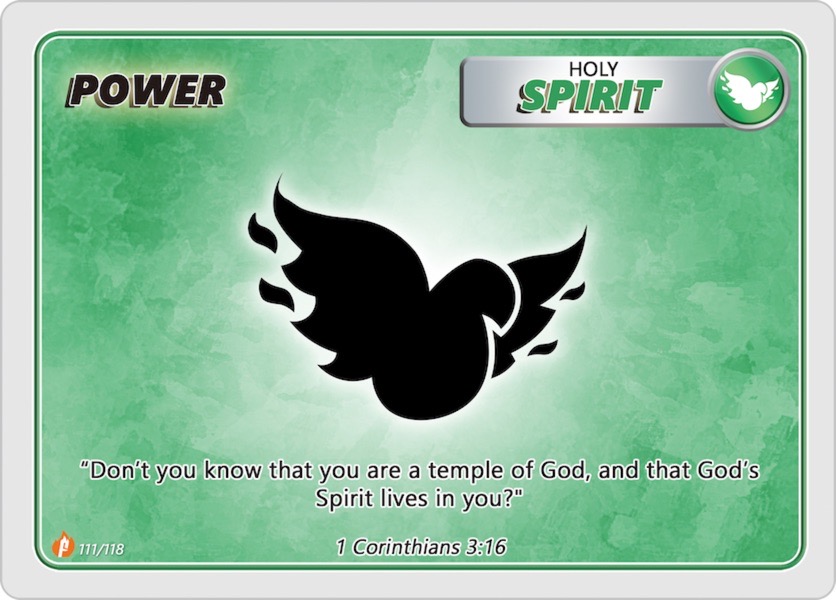 POWER
HOLY
SPIRIT
"Don't you know that you are a temple of God, and that God's
Spirit lives in you?"
1 Corinthians 3:16
111/118